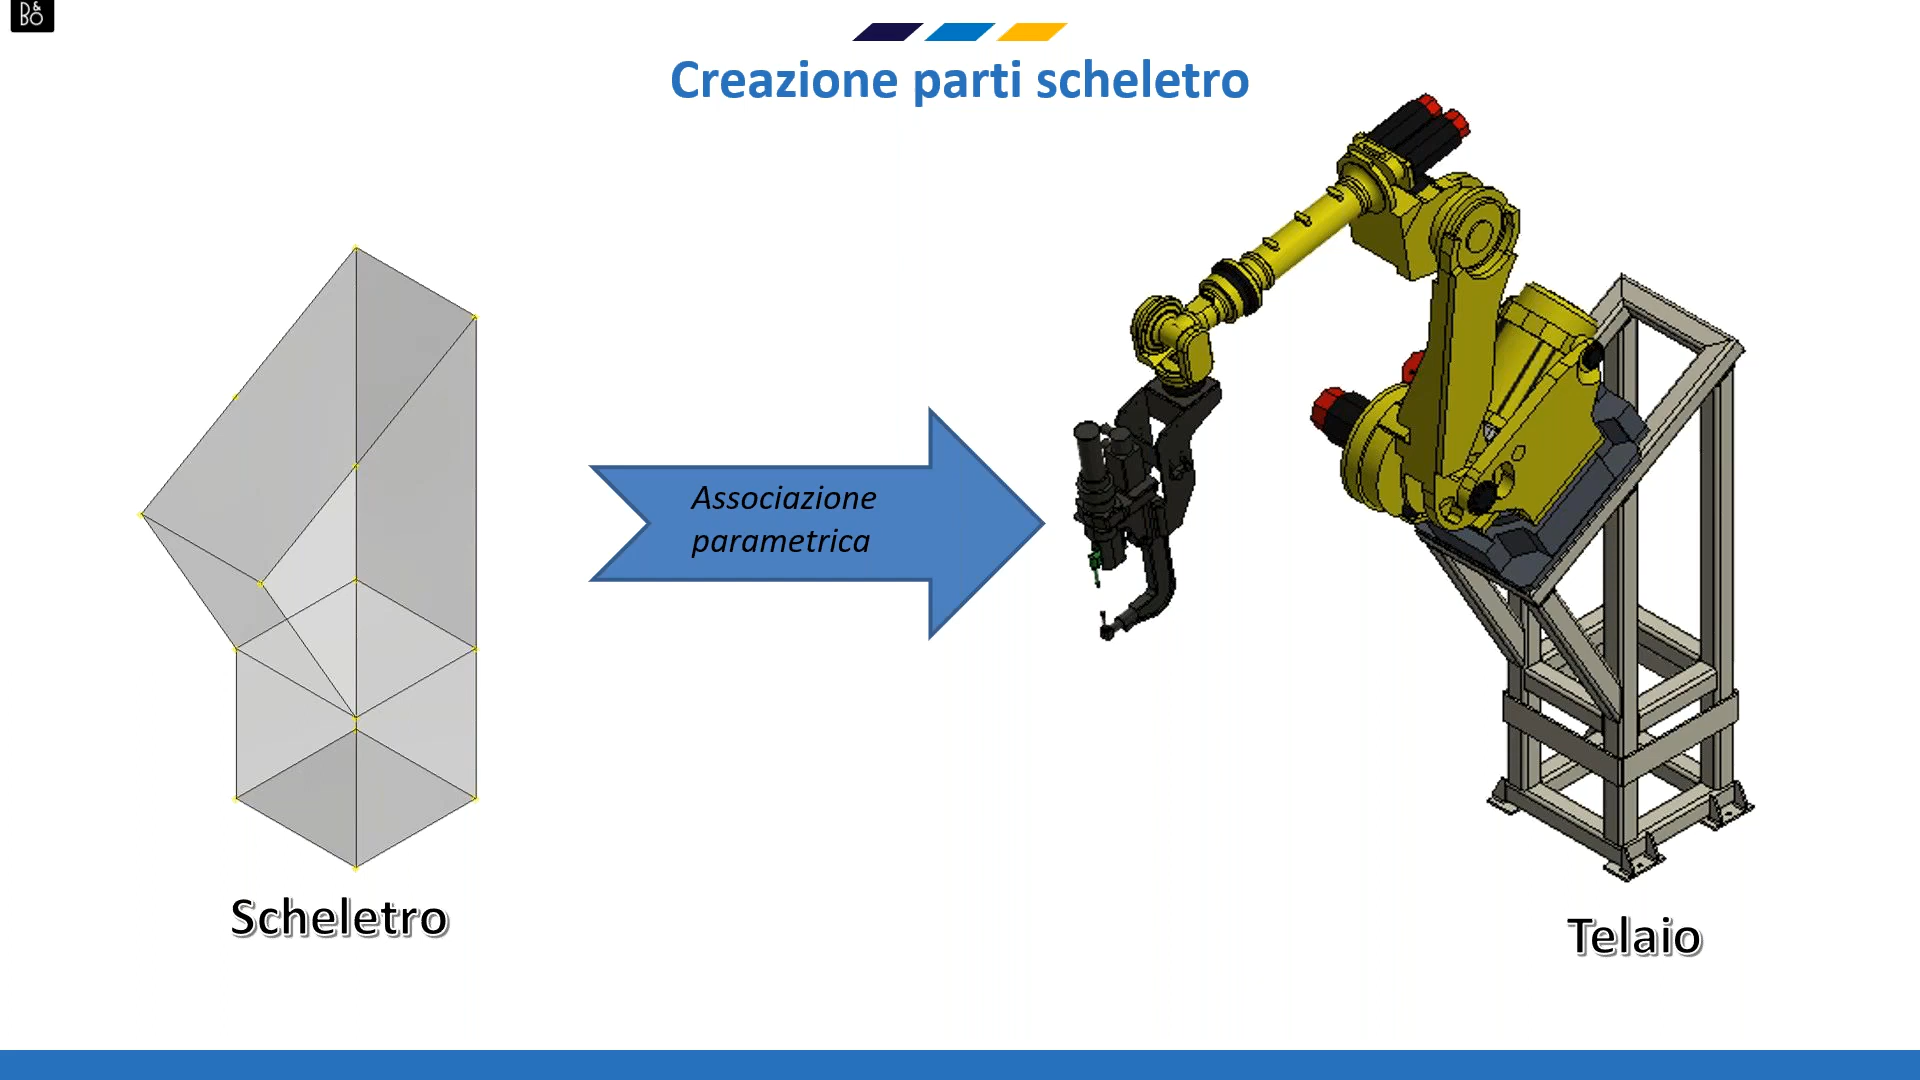 B&O
Creazione parti scheletro
Associazione
parametrica
Scheletro
Telaio